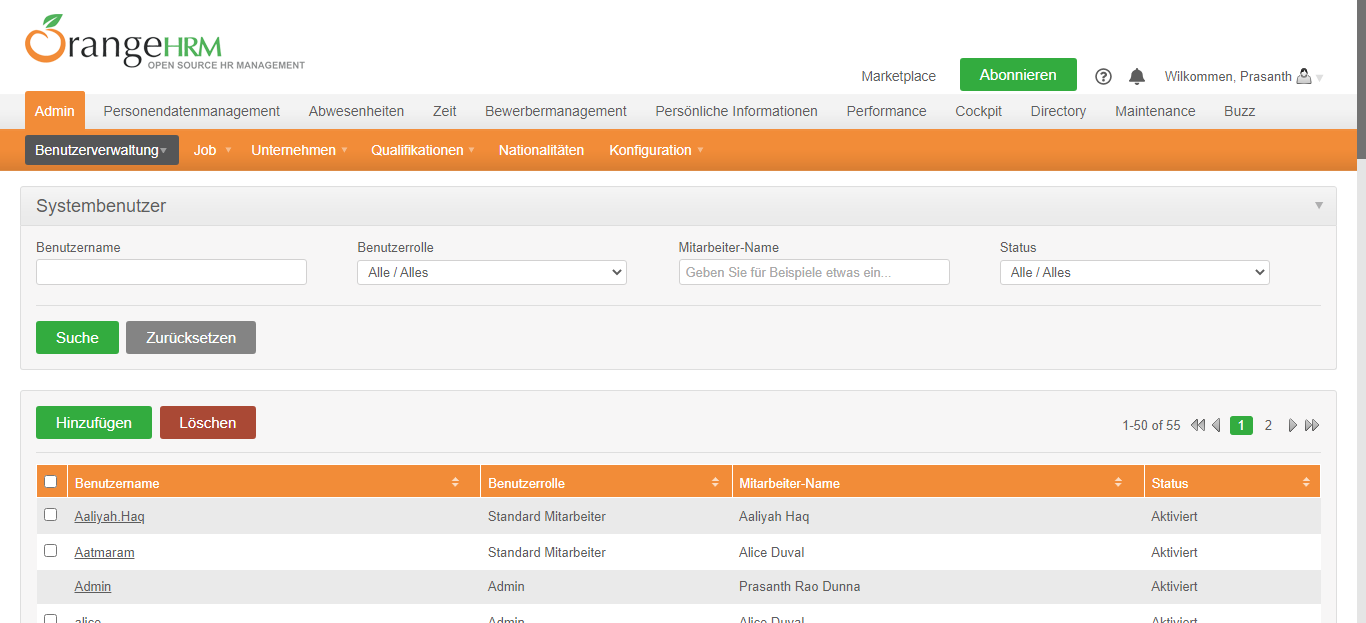 OrangeHRM
OPEN SOURCE HR MANAGEMENT
Marketplace Abonnieren Willkommen, Prasanth
Admin Personendatenmanagement Abwesenheiten Zeit Bewerbermanagement Persönliche Informationen Performance Cockpit Directory Maintenance Buzz
Benutzerverwaltung Job Unternehmen Qualifikationen Nationalitäten Konfiguration
Systembenutzer
Benutzername Benutzerrolle Mitarbeiter-Name Status
Alle / Alles Geben Sie für Beispiele etwas ein... Alle / Alles
Suche Zurücksetzen
Hinzufügen Löschen 1-50 of 55 1 2
Benutzername Benutzerrolle Mitarbeiter-Name Status
Aaliyah.Haq Standard Mitarbeiter Aaliyah Haq Aktiviert
Aatmaram Standard Mitarbeiter Alice Duval Aktiviert
Admin Admin Prasanth Rao Dunna Aktiviert
alice Admin Alice Duval Aktiviert